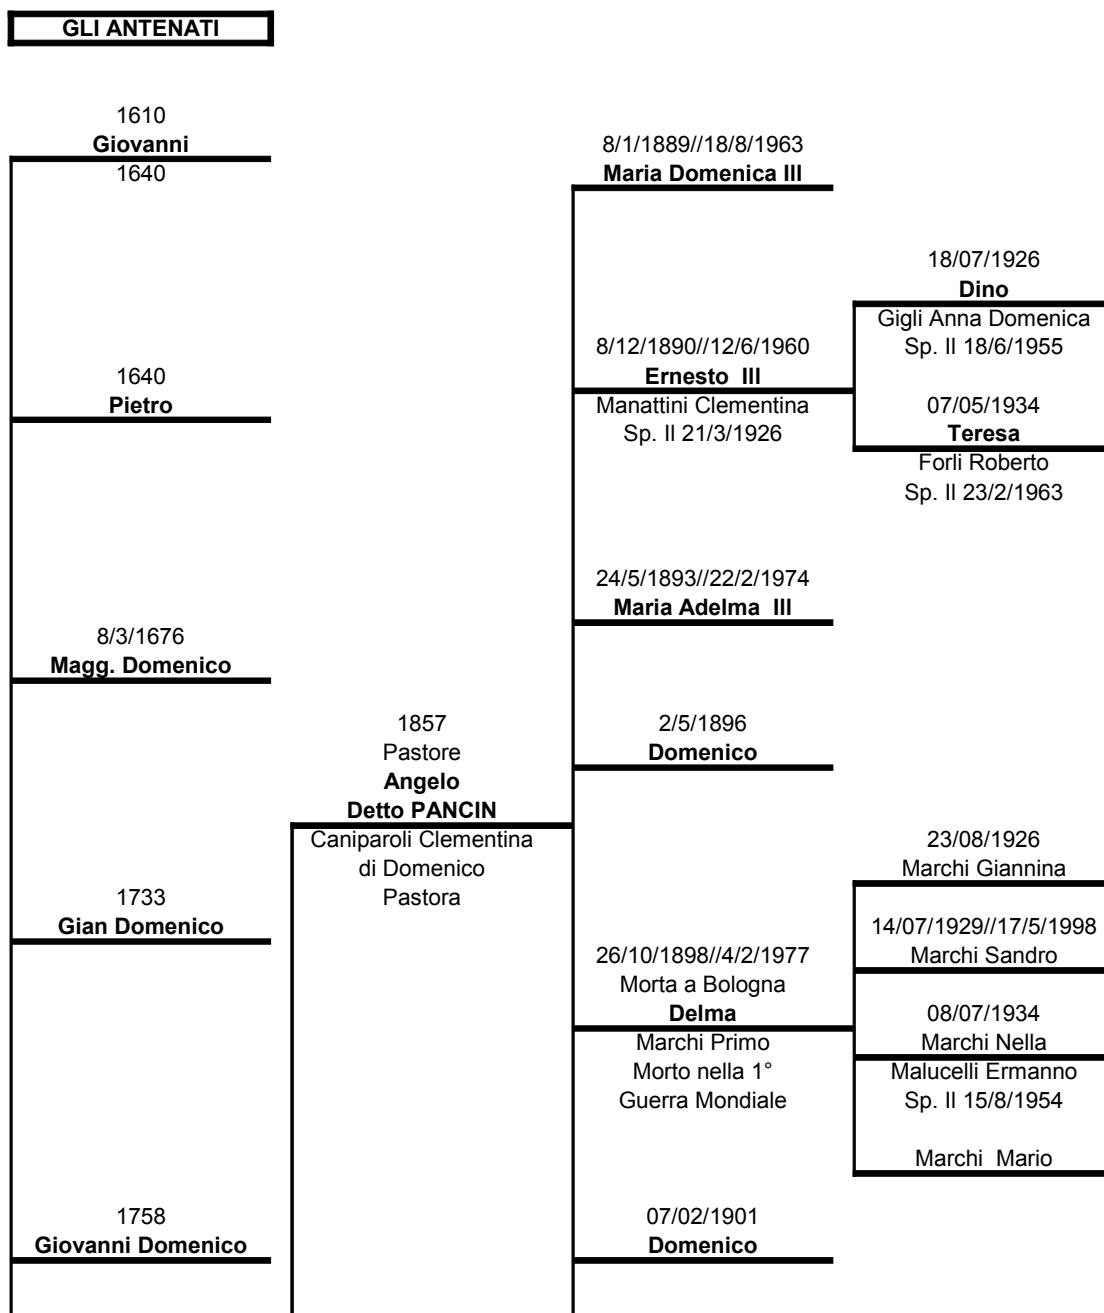 GLI ANTENATI
1610
Giovanni
1640
1640
Pietro
8/3/1676
Magg. Domenico
1733
Gian Domenico
1758
Giovanni Domenico
1857
Pastore
Angelo
Detto PANCIN
Caniparoli Clementina
di Domenico
Pastora
8/1/1889//18/8/1963
Maria Domenica III
8/12/1890//12/6/1960
Ernesto  III
Manattini Clementina
Sp. Il 21/3/1926
24/5/1893//22/2/1974
Maria Adelma  III
2/5/1896
Domenico
26/10/1898//4/2/1977
Morta a Bologna
Delma
Marchi Primo
Morto nella 1°
Guerra Mondiale
07/02/1901
Domenico
18/07/1926
Dino
Gigli Anna Domenica
Sp. Il 18/6/1955
07/05/1934
Teresa
Forli Roberto
Sp. Il 23/2/1963
23/08/1926
Marchi Giannina
14/07/1929//17/5/1998
Marchi Sandro
08/07/1934
Marchi Nella
Malucelli Ermanno
Sp. Il 15/8/1954
Marchi  Mario